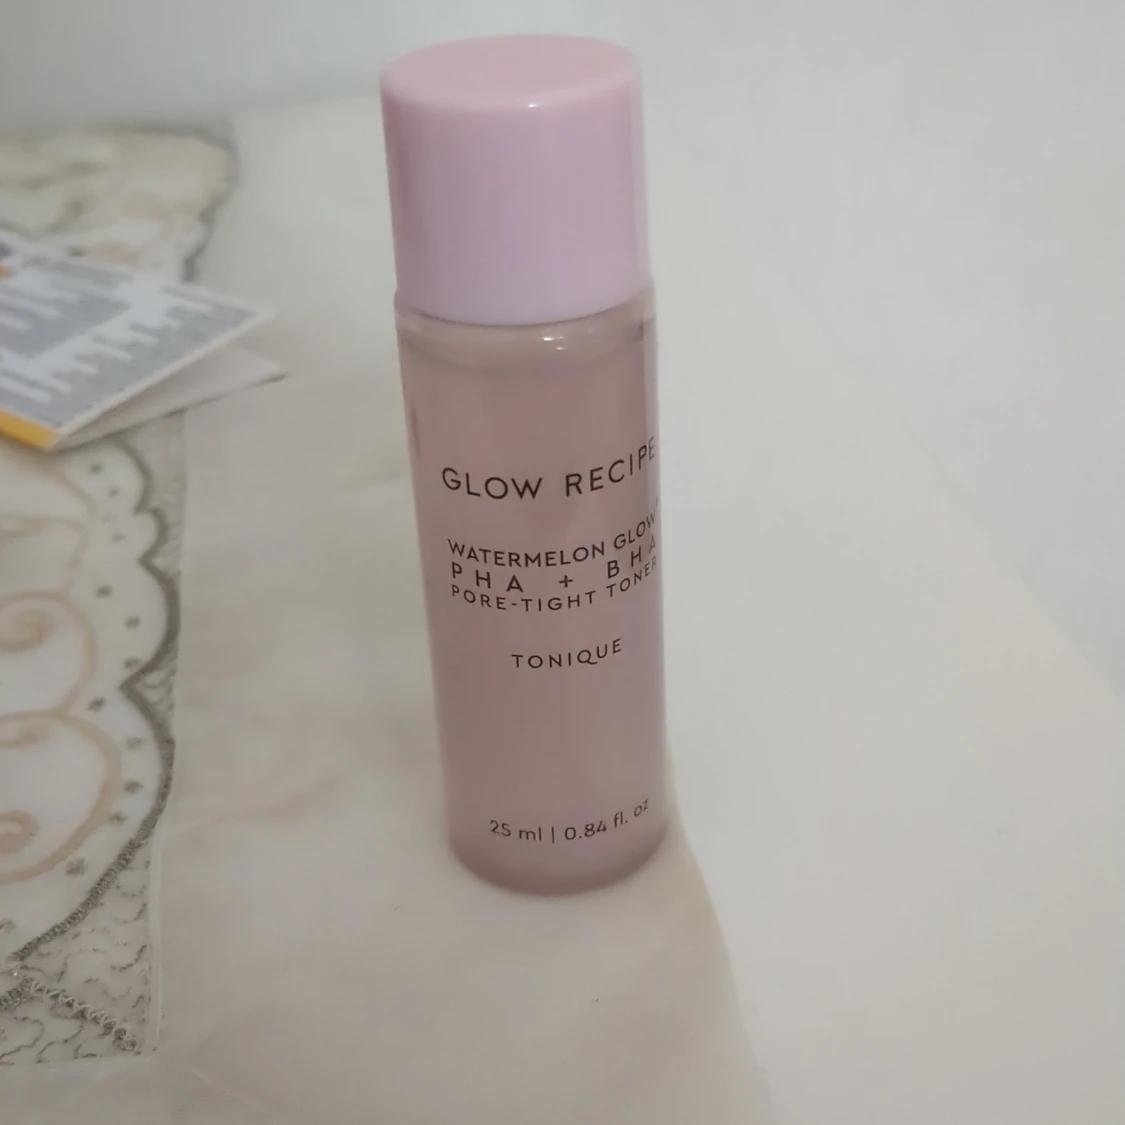 GLOW RECIPE
WATERMELON GLOW
PHA + BHA
PORE-TIGHT TONER
TONIQUE
25 ml | 0.84 fl. oz